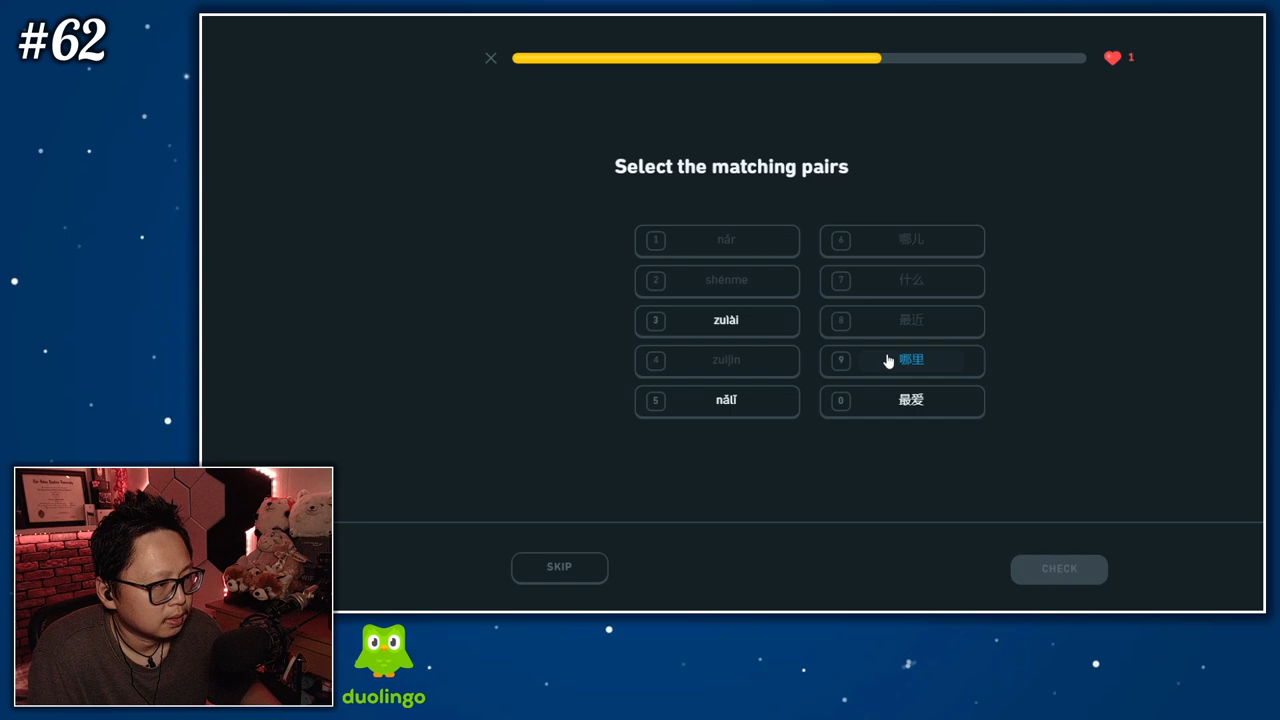 #62
1
Select the matching pairs
1 nǎr
6 哪儿
2 shénme
7 什么
3 zuìài
8 最近
4 zuìjìn
9 哪里
5 nǎlǐ
0 最爱
SKIP
CHECK
duolingo